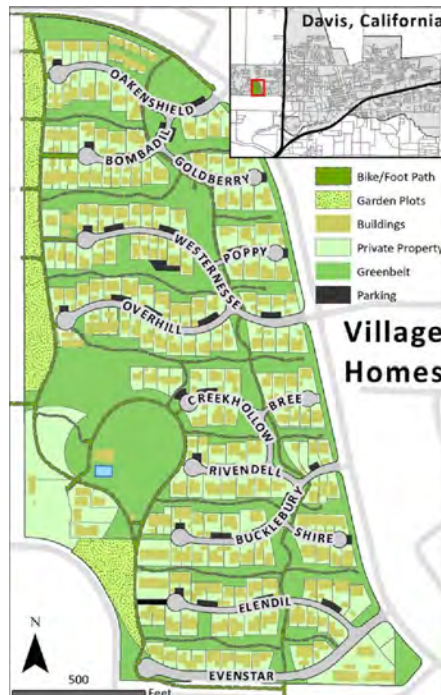 Davis, California
OAKENSHIELD
BOMBADIL
GOLDBERRY
Bike/Foot Path
Garden Plots
Buildings
Private Property
Greenbelt
Parking
WESTERNESSE
POPPY
OVERHILL
Village
Homes
CREEKHOLLOW
BREE
RIVENDELL
BUCKLEBURY
SHIRE
ELENDIL
EVENSTAR
N
500
Feet